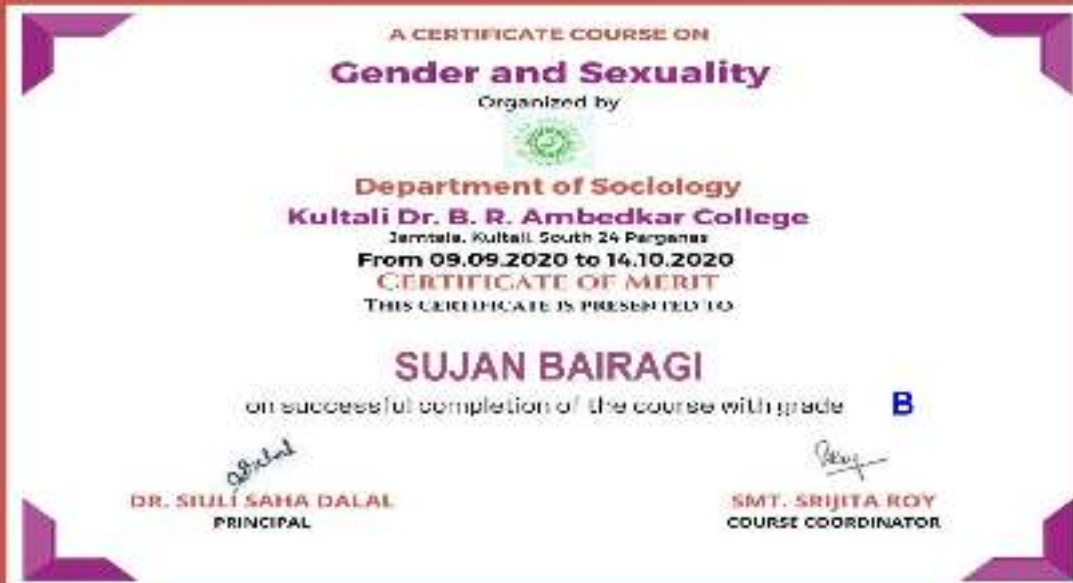 A CERTIFICATE COURSE ON
Gender and Sexuality
Organized by
Department of Sociology
Kultali Dr. B. R. Ambedkar College
Jamtala, Kultali, South 24 Parganas
From 09.09.2020 to 14.10.2020
CERTIFICATE OF MERIT
THIS CERTIFICATE IS PRESENTED TO
SUJAN BAIRAGI
on successful completion of the course with grade B
DR. SIULI SAHA DALAL
PRINCIPAL
SMT. SRIJITA ROY
COURSE COORDINATOR